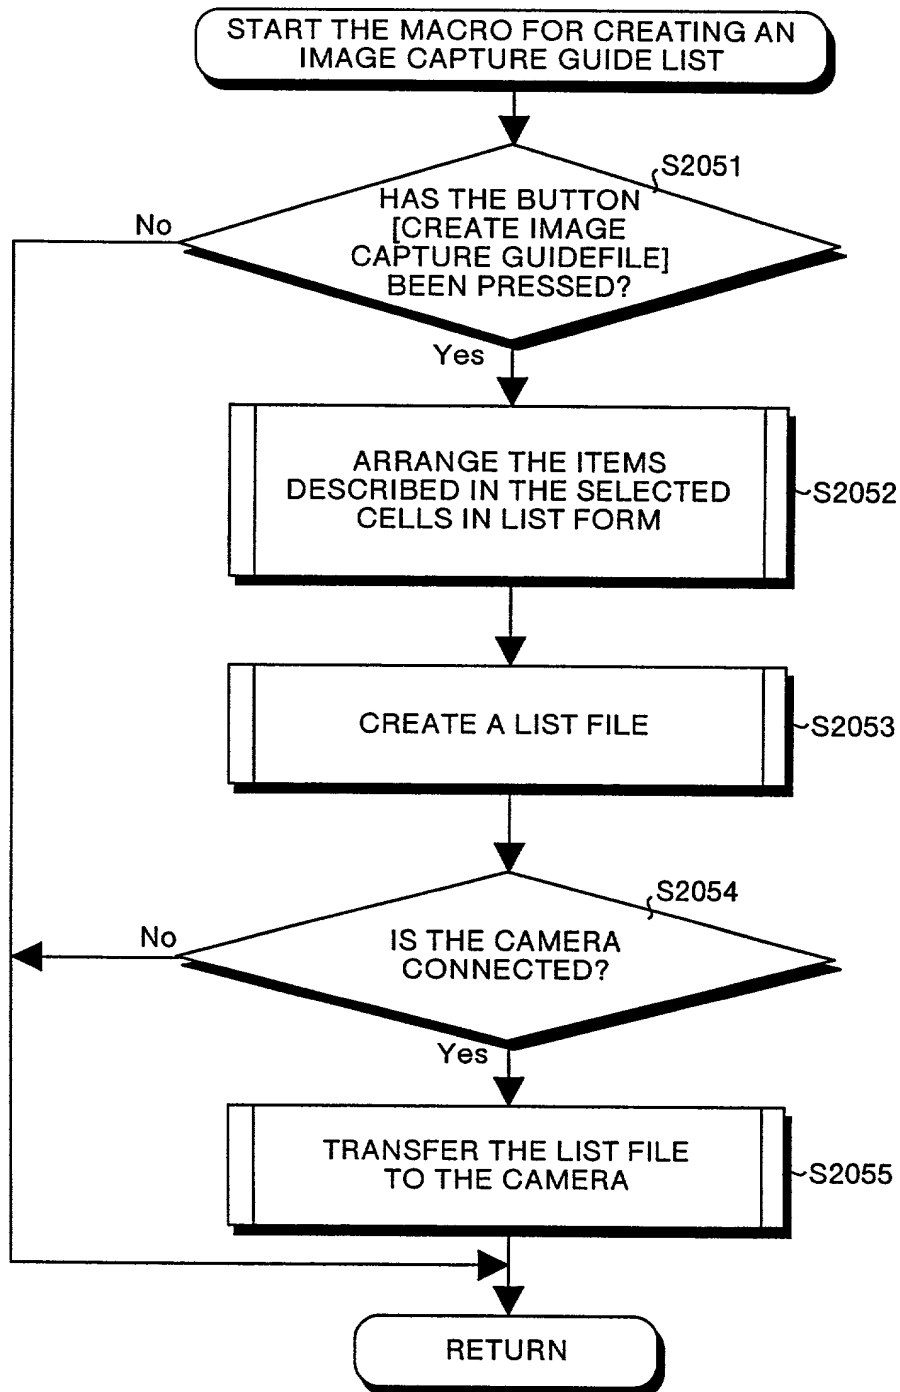 START THE MACRO FOR CREATING AN
IMAGE CAPTURE GUIDE LIST
S2051
HAS THE BUTTON
[CREATE IMAGE
CAPTURE GUIDEFILE]
BEEN PRESSED?
No
Yes
ARRANGE THE ITEMS
DESCRIBED IN THE SELECTED
CELLS IN LIST FORM
S2052
CREATE A LIST FILE
S2053
S2054
IS THE CAMERA
CONNECTED?
No
Yes
TRANSFER THE LIST FILE
TO THE CAMERA
S2055
RETURN